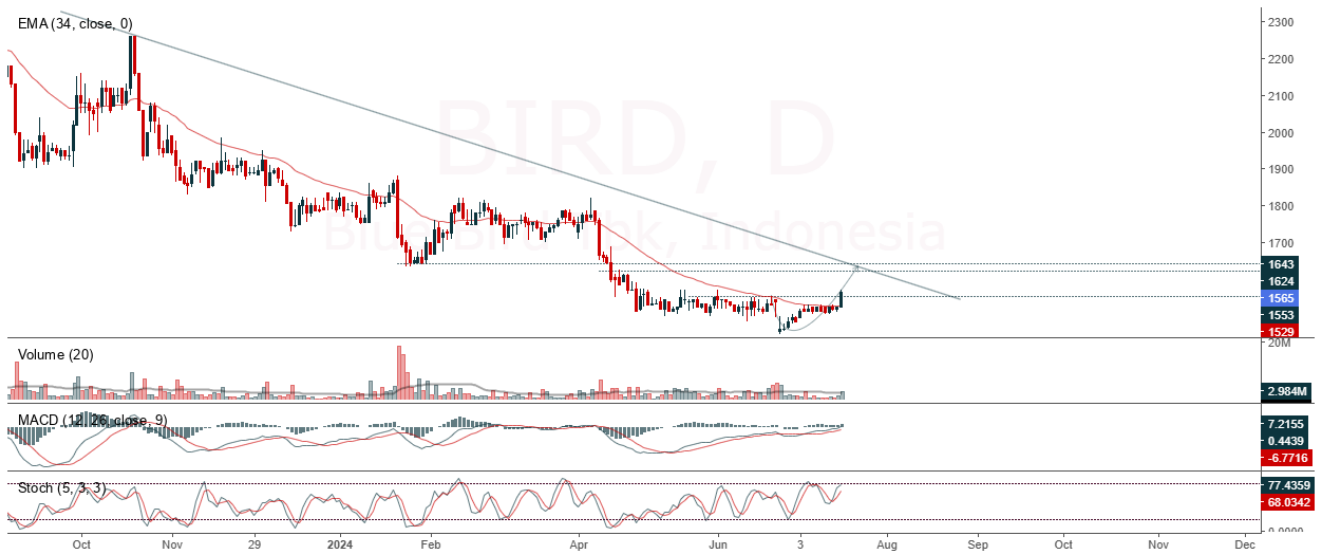 EMA (34, close, 0)
BIRD, D
Blue Bird Tbk, Indonesia
2300
2200
2100
2000
1900
1800
1700
1643
1624
1565
1553
1529
Volume (20)
20M
2.984M
MACD (12, 26, close, 9)
7.2155
0.4439
-6.7716
Stoch (5, 3, 3)
77.4359
68.0342
0.0000
Oct Nov 29 2024 Feb Apr Jun 3 Aug Sep Oct Nov Dec